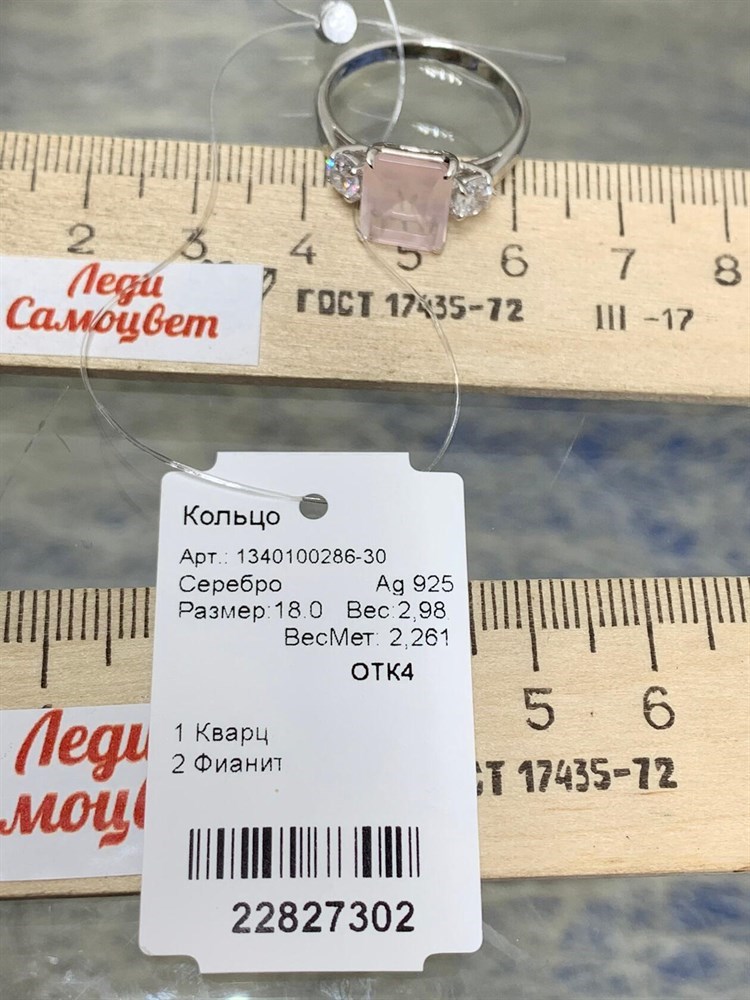 2 3 4 5 6 7 8
Леди
Самоцвет
ГОСТ 17435-72 III -17
Кольцо
Арт.: 1340100286-30
Серебро Ag 925
Размер:18.0 Вес:2,98
ВесМет: 2,261
ОТК4
1 Кварц
2 Фианит
22827302
5 6
Леди
моц
СТ 17435-72